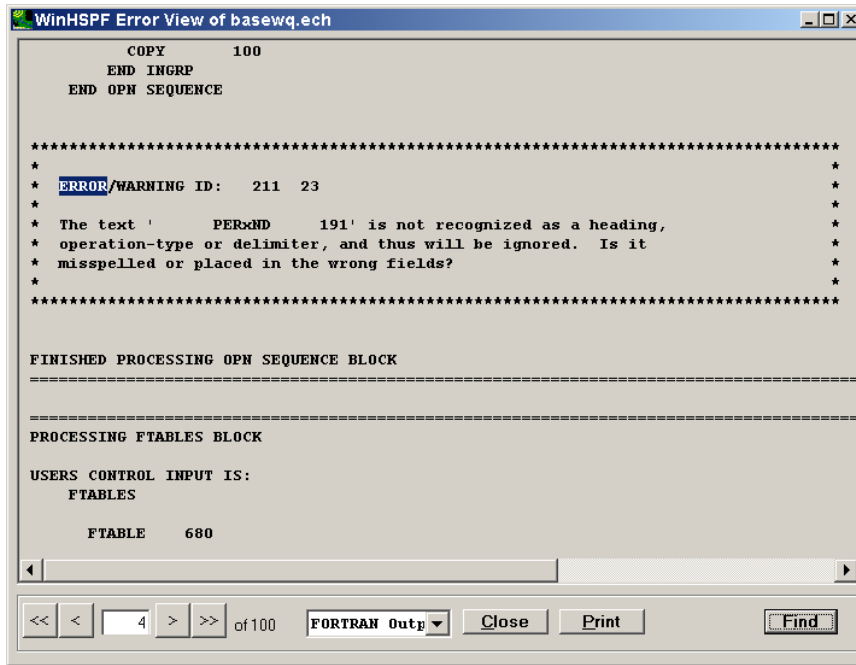 WinHSPF Error View of basewq.ech
COPY 100
END INGRP
END OPN SEQUENCE
************************************************************************************
* *
* ERROR/WARNING ID: 211 23 *
* *
* The text ' PERxND 191' is not recognized as a heading, *
* operation-type or delimiter, and thus will be ignored. Is it *
* misspelled or placed in the wrong fields? *
* *
************************************************************************************
FINISHED PROCESSING OPN SEQUENCE BLOCK
======================================================================================
======================================================================================
PROCESSING FTABLES BLOCK
USERS CONTROL INPUT IS:
FTABLES
FTABLE 680
<< < 4 > >> of 100 FORTRAN Outp Close Print Find